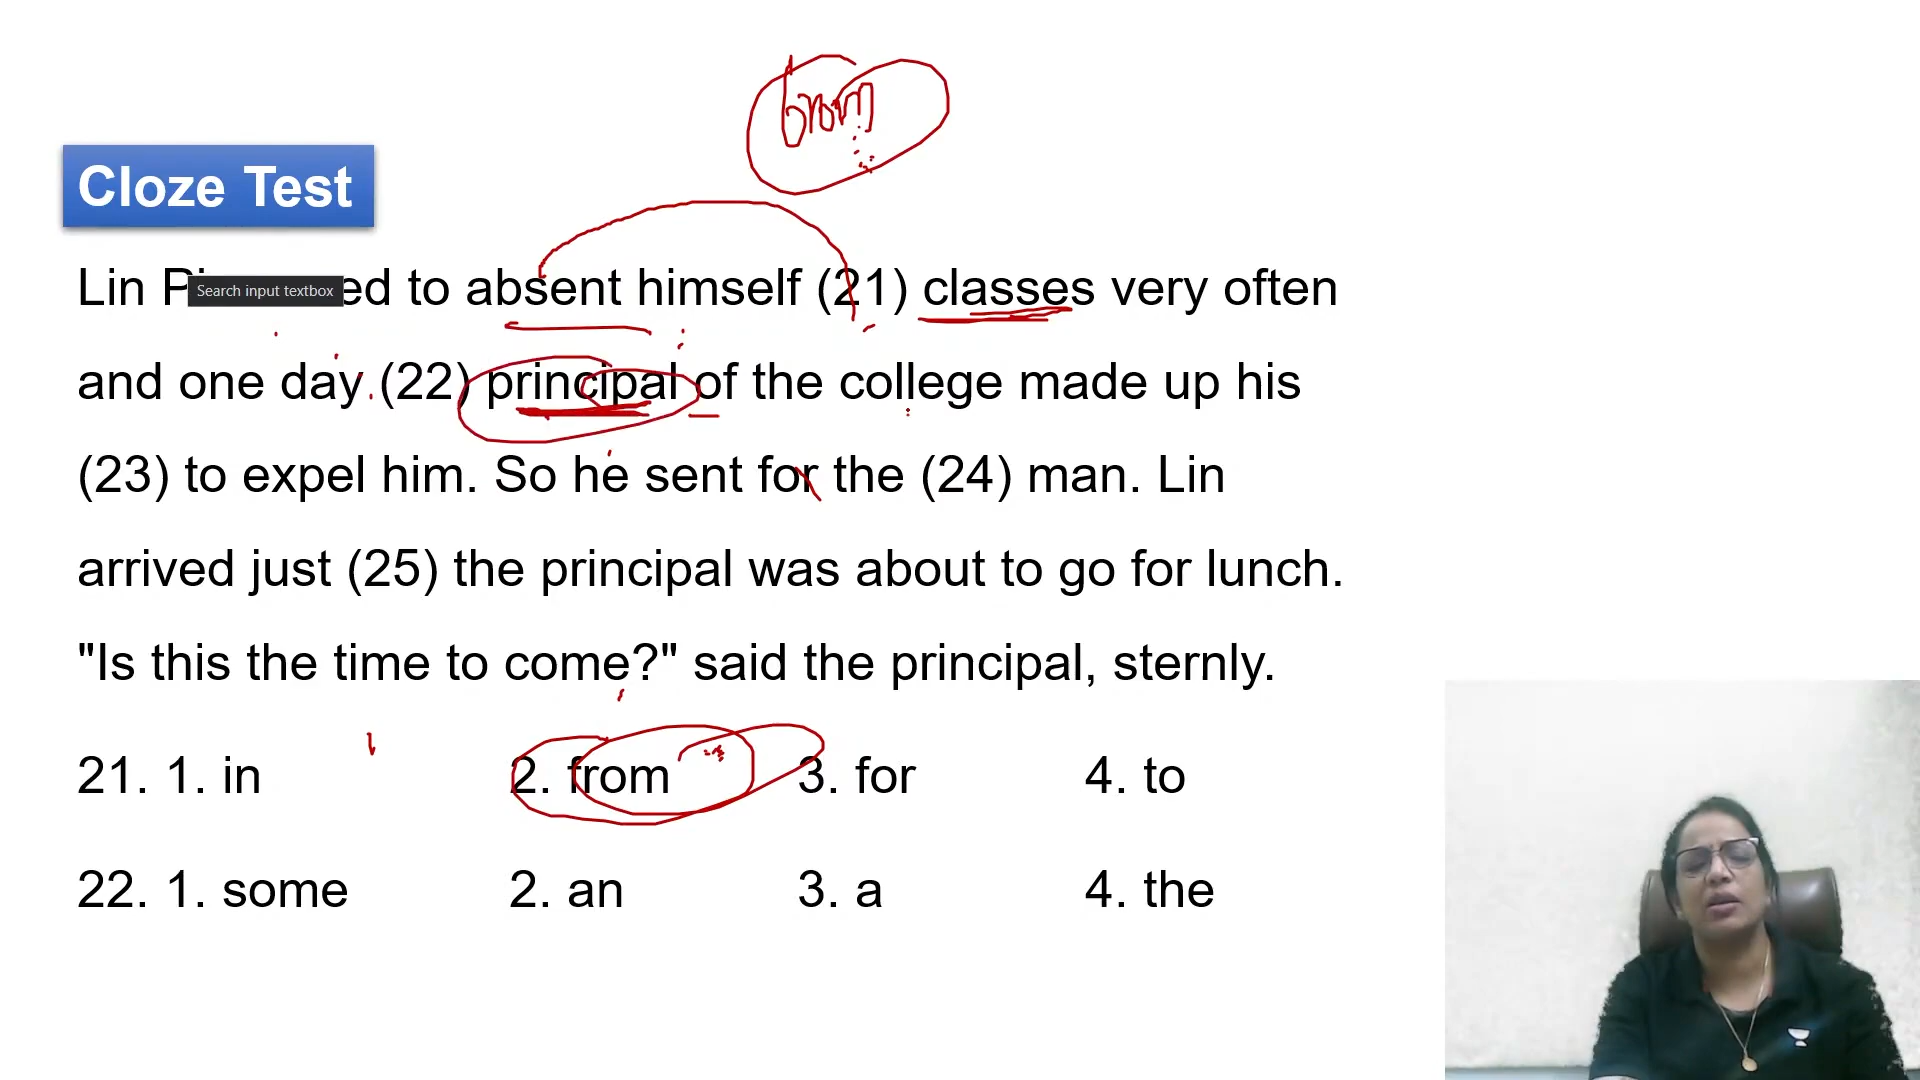 from
Cloze Test
Lin Pi ed to absent himself (21) classes very often
Search input textbox
and one day (22) principal of the college made up his
(23) to expel him. So he sent for the (24) man. Lin
arrived just (25) the principal was about to go for lunch.
"Is this the time to come?" said the principal, sternly.
21. 1. in 2. from 3. for 4. to
22. 1. some 2. an 3. a 4. the